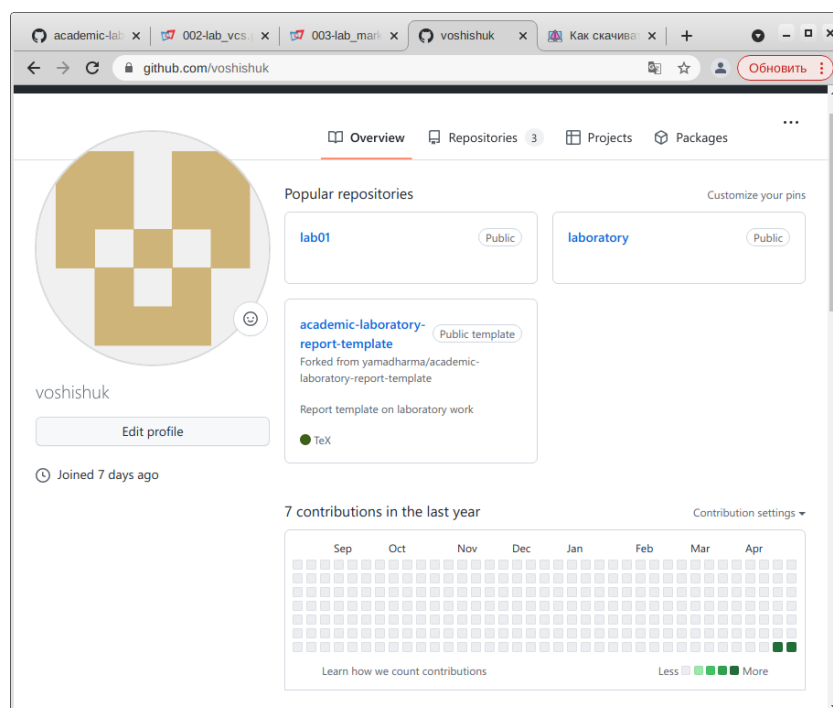 academic-lab
002-lab_vcs.
003-lab_mark
voshishuk
Как скачива
github.com/voshishuk
Обновить
Overview
Repositories 3
Projects
Packages
Popular repositories
Customize your pins
lab01
Public
laboratory
Public
academic-laboratory-
report-template
Public template
Forked from yamadharma/academic-
laboratory-report-template
Report template on laboratory work
TeX
voshishuk
Edit profile
Joined 7 days ago
7 contributions in the last year
Contribution settings
Sep Oct Nov Dec Jan Feb Mar Apr
Learn how we count contributions
Less More